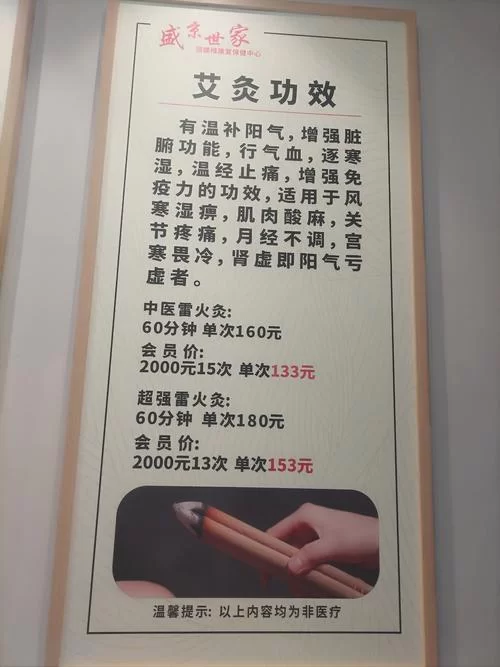 盛京世家
艾灸功效
有温补阳气，增强脏
腑功能，行气血，逐寒
湿，温经止痛，增强免
疫力的功效，适用于风
寒湿痹，肌肉酸麻，关
节疼痛，月经不调，宫
寒畏冷，肾虚即阳气亏
虚者。
中医雷火灸:
60分钟 单次160元
会员价:
2000元15次 单次133元
超强雷火灸:
60分钟 单次180元
会员价:
2000元13次 单次153元
温馨提示: 以上内容均为非医疗